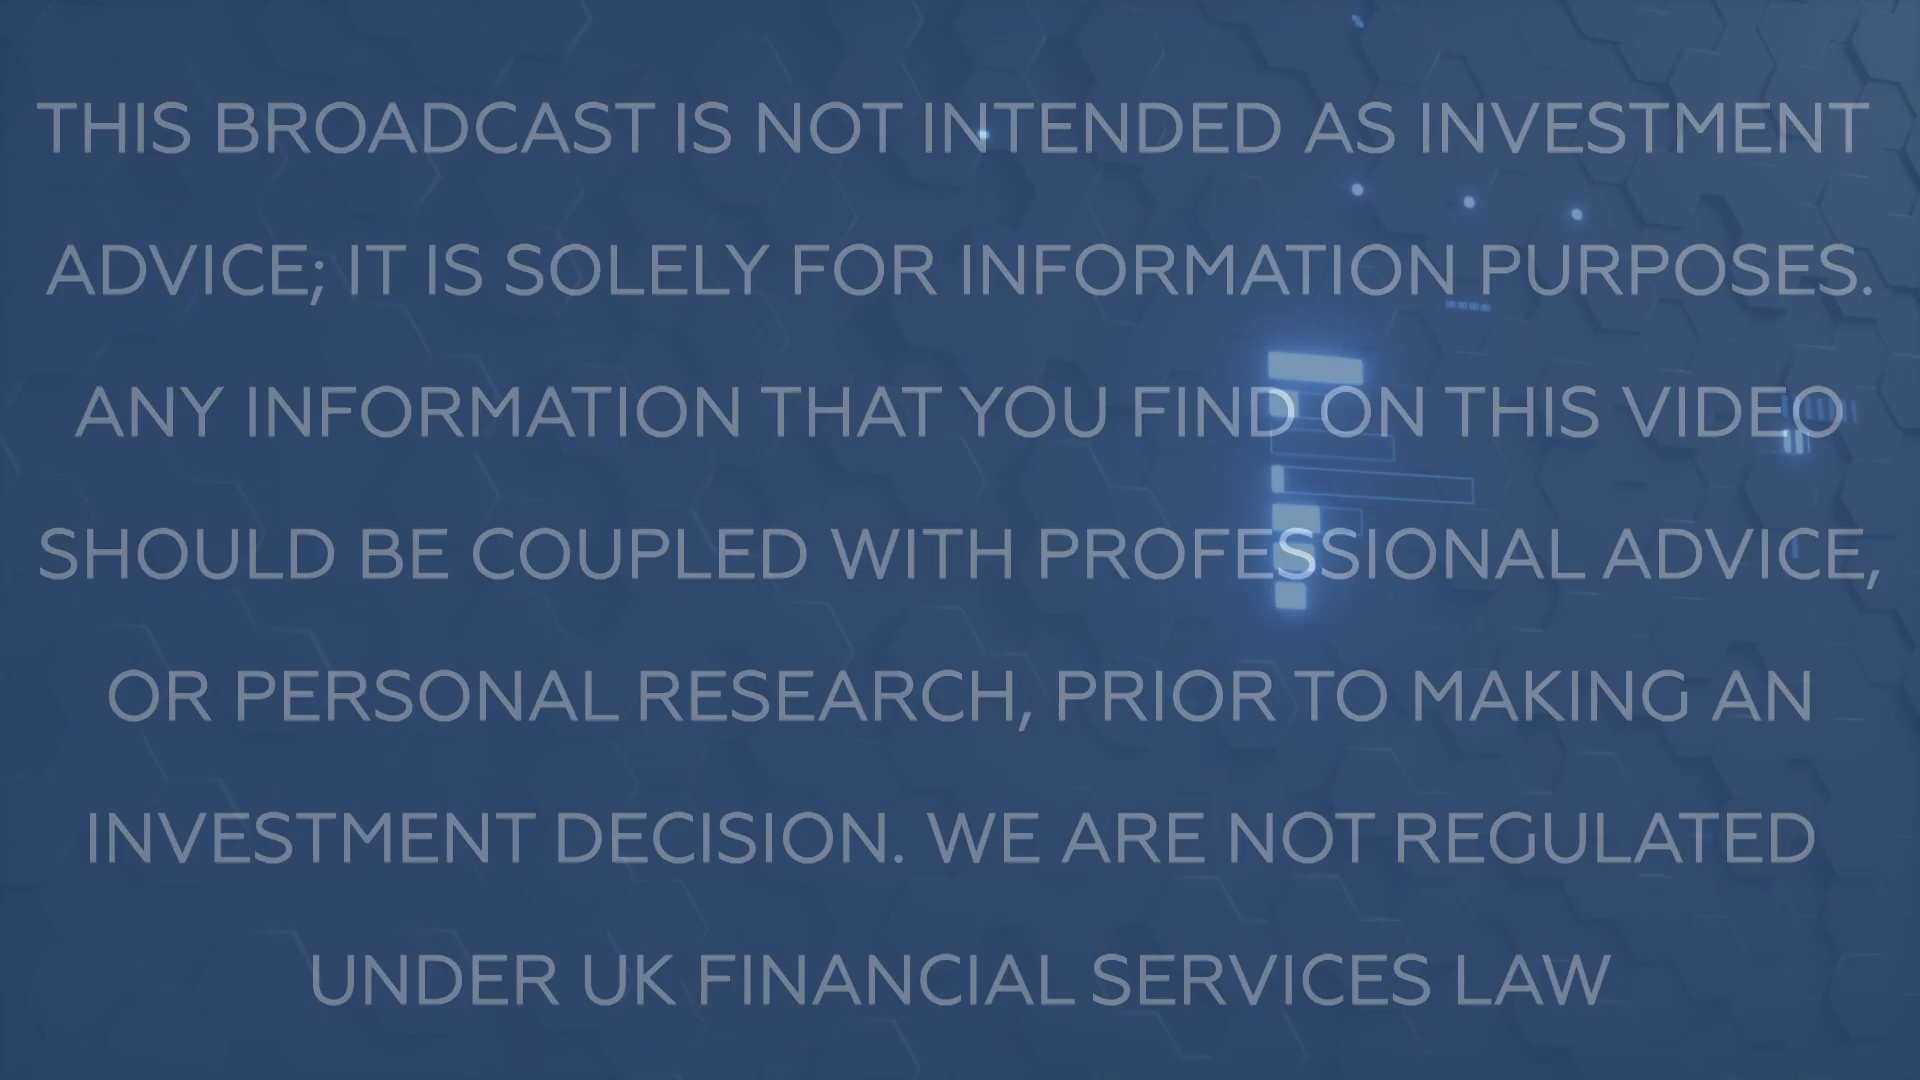 THIS BROADCAST IS NOT INTENDED AS INVESTMENT
ADVICE; IT IS SOLELY FOR INFORMATION PURPOSES.
ANY INFORMATION THAT YOU FIND ON THIS VIDEO
SHOULD BE COUPLED WITH PROFESSIONAL ADVICE,
OR PERSONAL RESEARCH, PRIOR TO MAKING AN
INVESTMENT DECISION. WE ARE NOT REGULATED
UNDER UK FINANCIAL SERVICES LAW